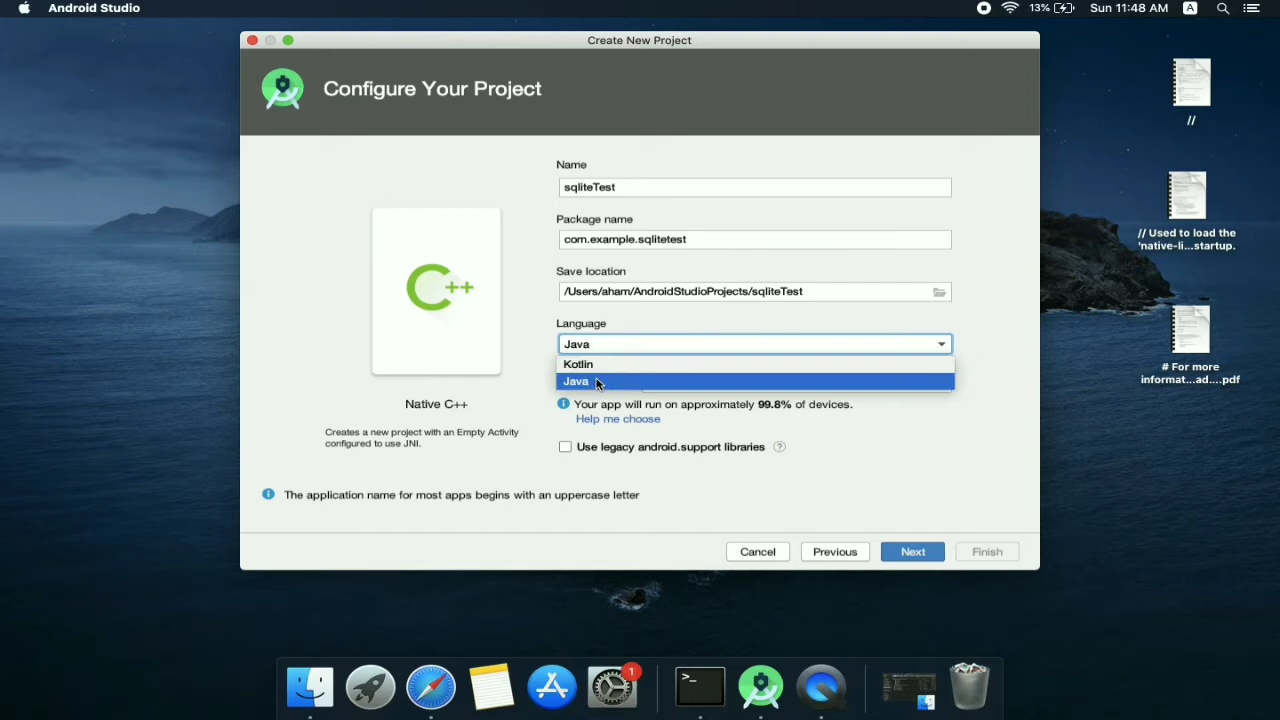 Android Studio
13%
Sun 11:48 AM
A
Create New Project
Configure Your Project
Name
sqliteTest
Package name
com.example.sqlitetest
Save location
/Users/aham/AndroidStudioProjects/sqliteTest
Language
Java
Kotlin
Java
Your app will run on approximately 99.8% of devices.
Help me choose
Use legacy android.support libraries ?
C++
Native C++
Creates a new project with an Empty Activity
configured to use JNI.
The application name for most apps begins with an uppercase letter
Cancel
Previous
Next
Finish
//
// Used to load the
'native-li...startup.
# For more
informat...ad....pdf
1
>_